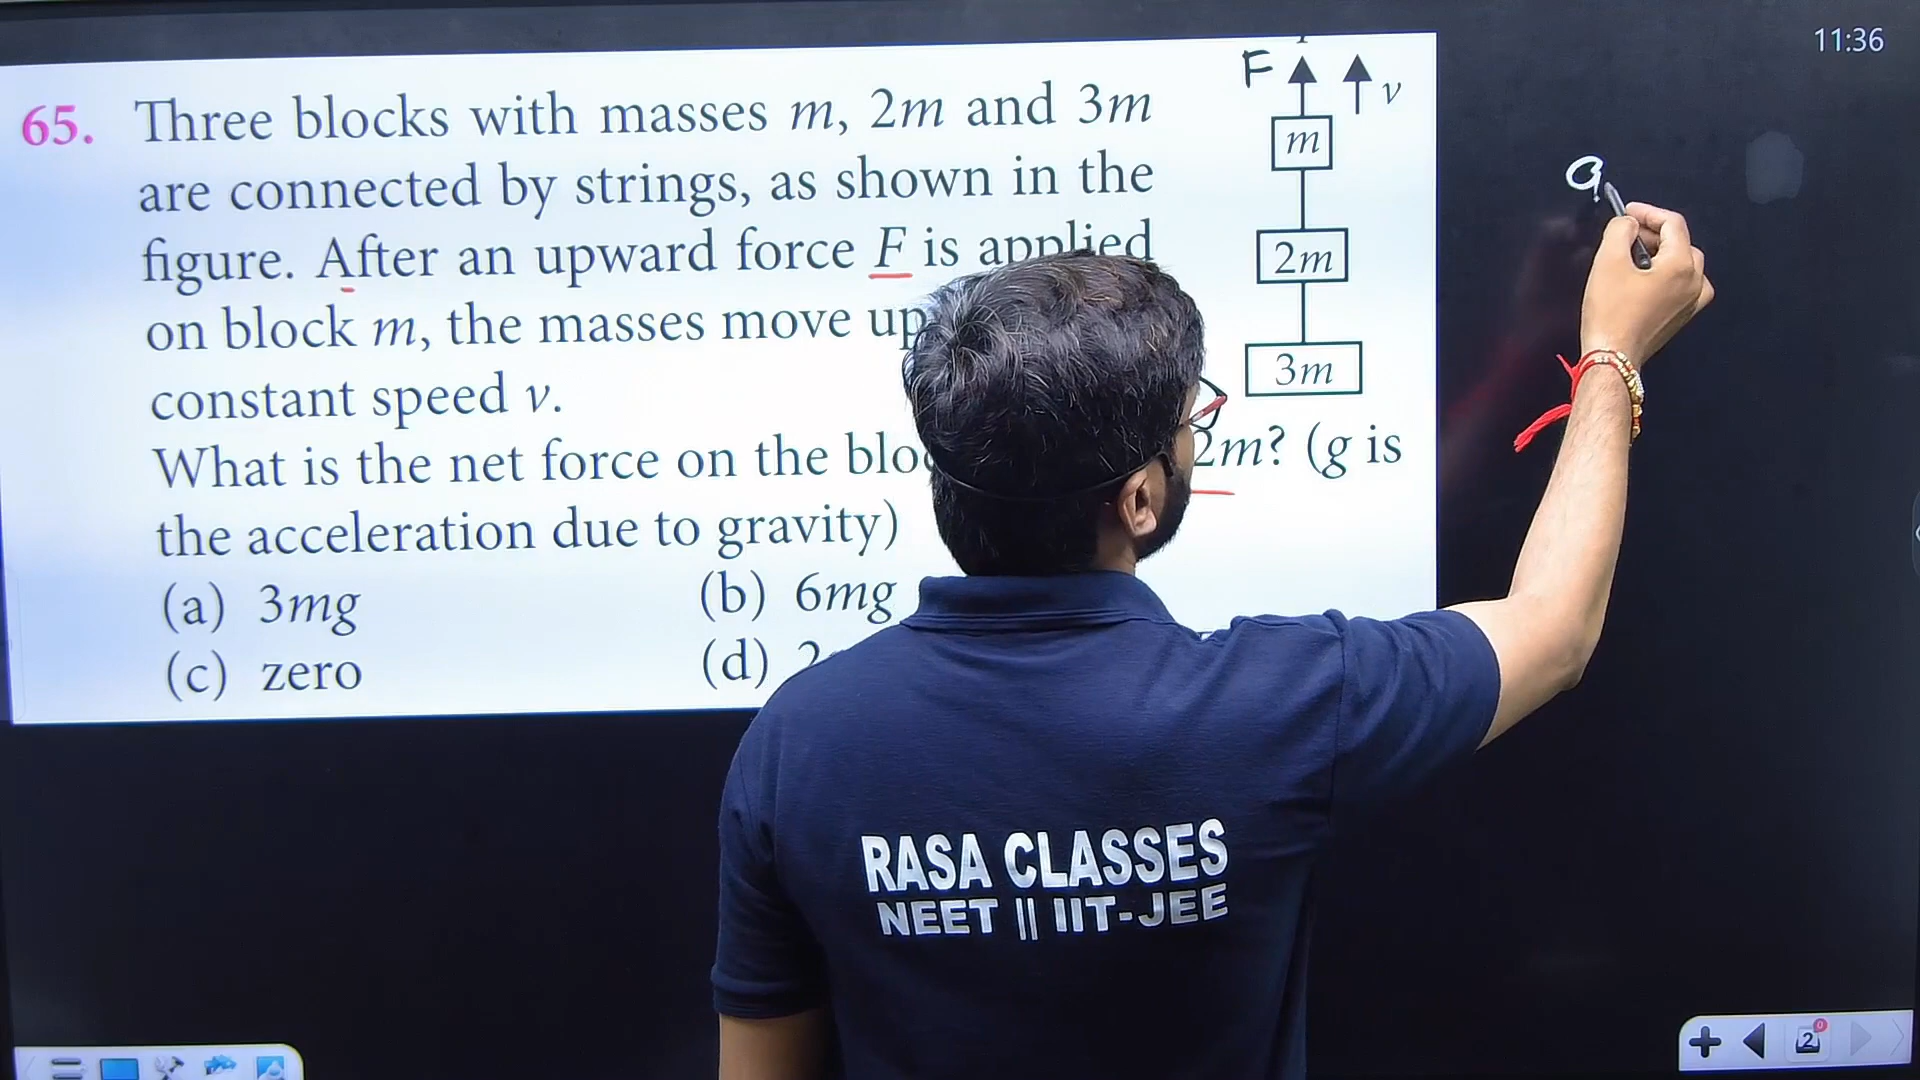 11:36
F
v
m
2m
3m
65. Three blocks with masses m, 2m and 3m
are connected by strings, as shown in the
figure. After an upward force F is applied
on block m, the masses move up
constant speed v.
What is the net force on the 2m? (g is
the acceleration due to gravity)
(a) 3mg (b) 6mg
(c) zero (d)
a
RASA CLASSES
NEET || IIT-JEE
2
0